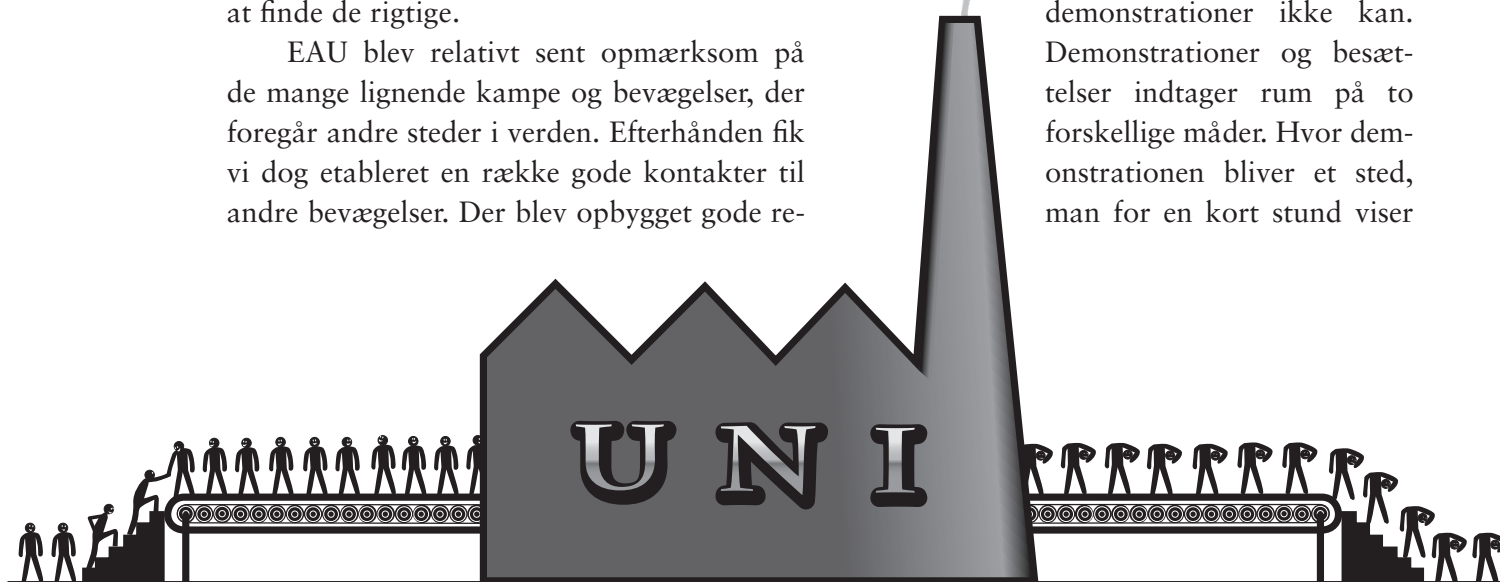 at finde de rigtige.
EAU blev relativt sent opmærksom på
de mange lignende kampe og bevægelser, der
foregår andre steder i verden. Efterhånden fik
vi dog etableret en række gode kontakter til
andre bevægelser. Der blev opbygget gode re-
demonstrationer ikke kan.
Demonstrationer og besæt-
telser indtager rum på to
forskellige måder. Hvor dem-
onstrationen bliver et sted,
man for en kort stund viser
UNI